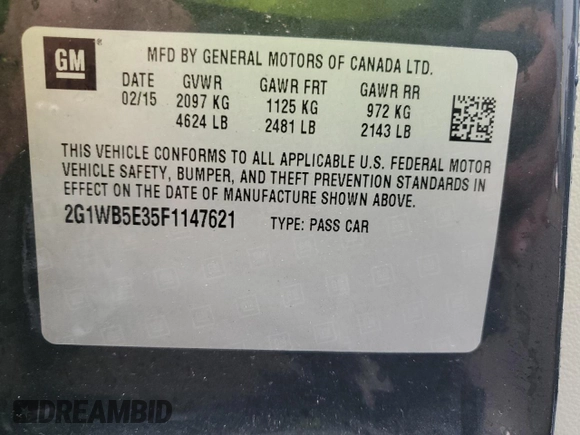 GM
MFD BY GENERAL MOTORS OF CANADA LTD.
DATE GVWR GAWR FRT GAWR RR
02/15 2097 KG 1125 KG 972 KG
4624 LB 2481 LB 2143 LB
THIS VEHICLE CONFORMS TO ALL APPLICABLE U.S. FEDERAL MOTOR
VEHICLE SAFETY, BUMPER, AND THEFT PREVENTION STANDARDS IN
EFFECT ON THE DATE OF MANUFACTURE SHOWN ABOVE.
2G1WB5E35F1147621 TYPE: PASS CAR
DREAMBID